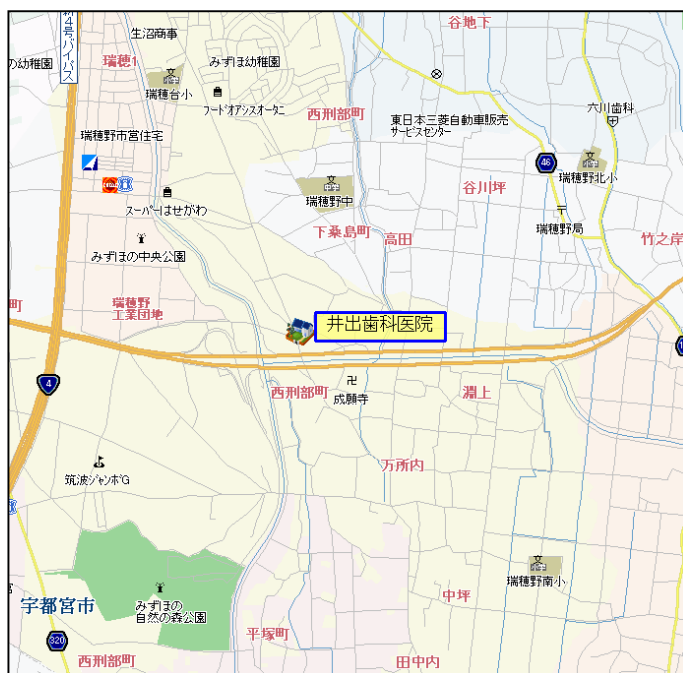 新4号バイパス
生沼商事
谷地下
の幼稚園
瑞穂1
みずほ幼稚園
瑞穂台小
フードオアシスオータニ
西刑部町
東日本三菱自動車販売
サービスセンター
六川歯科
瑞穂野市営住宅
46
瑞穂野北小
瑞穂野中
谷川坪
スーパーはせがわ
瑞穂野局
下桑島町
高田
竹之岸
みずほの中央公園
町
瑞穂野
工業団地
井出歯科医院
4
西刑部町
成願寺
淵上
万所内
筑波ジャンボG
瑞穂野南小
中坪
みずほの
自然の森公園
宇都宮市
320
平塚町
西刑部町
田中内